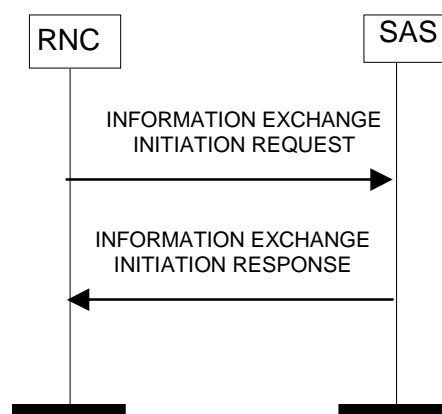 RNC
SAS
INFORMATION EXCHANGE
INITIATION REQUEST
INFORMATION EXCHANGE
INITIATION RESPONSE